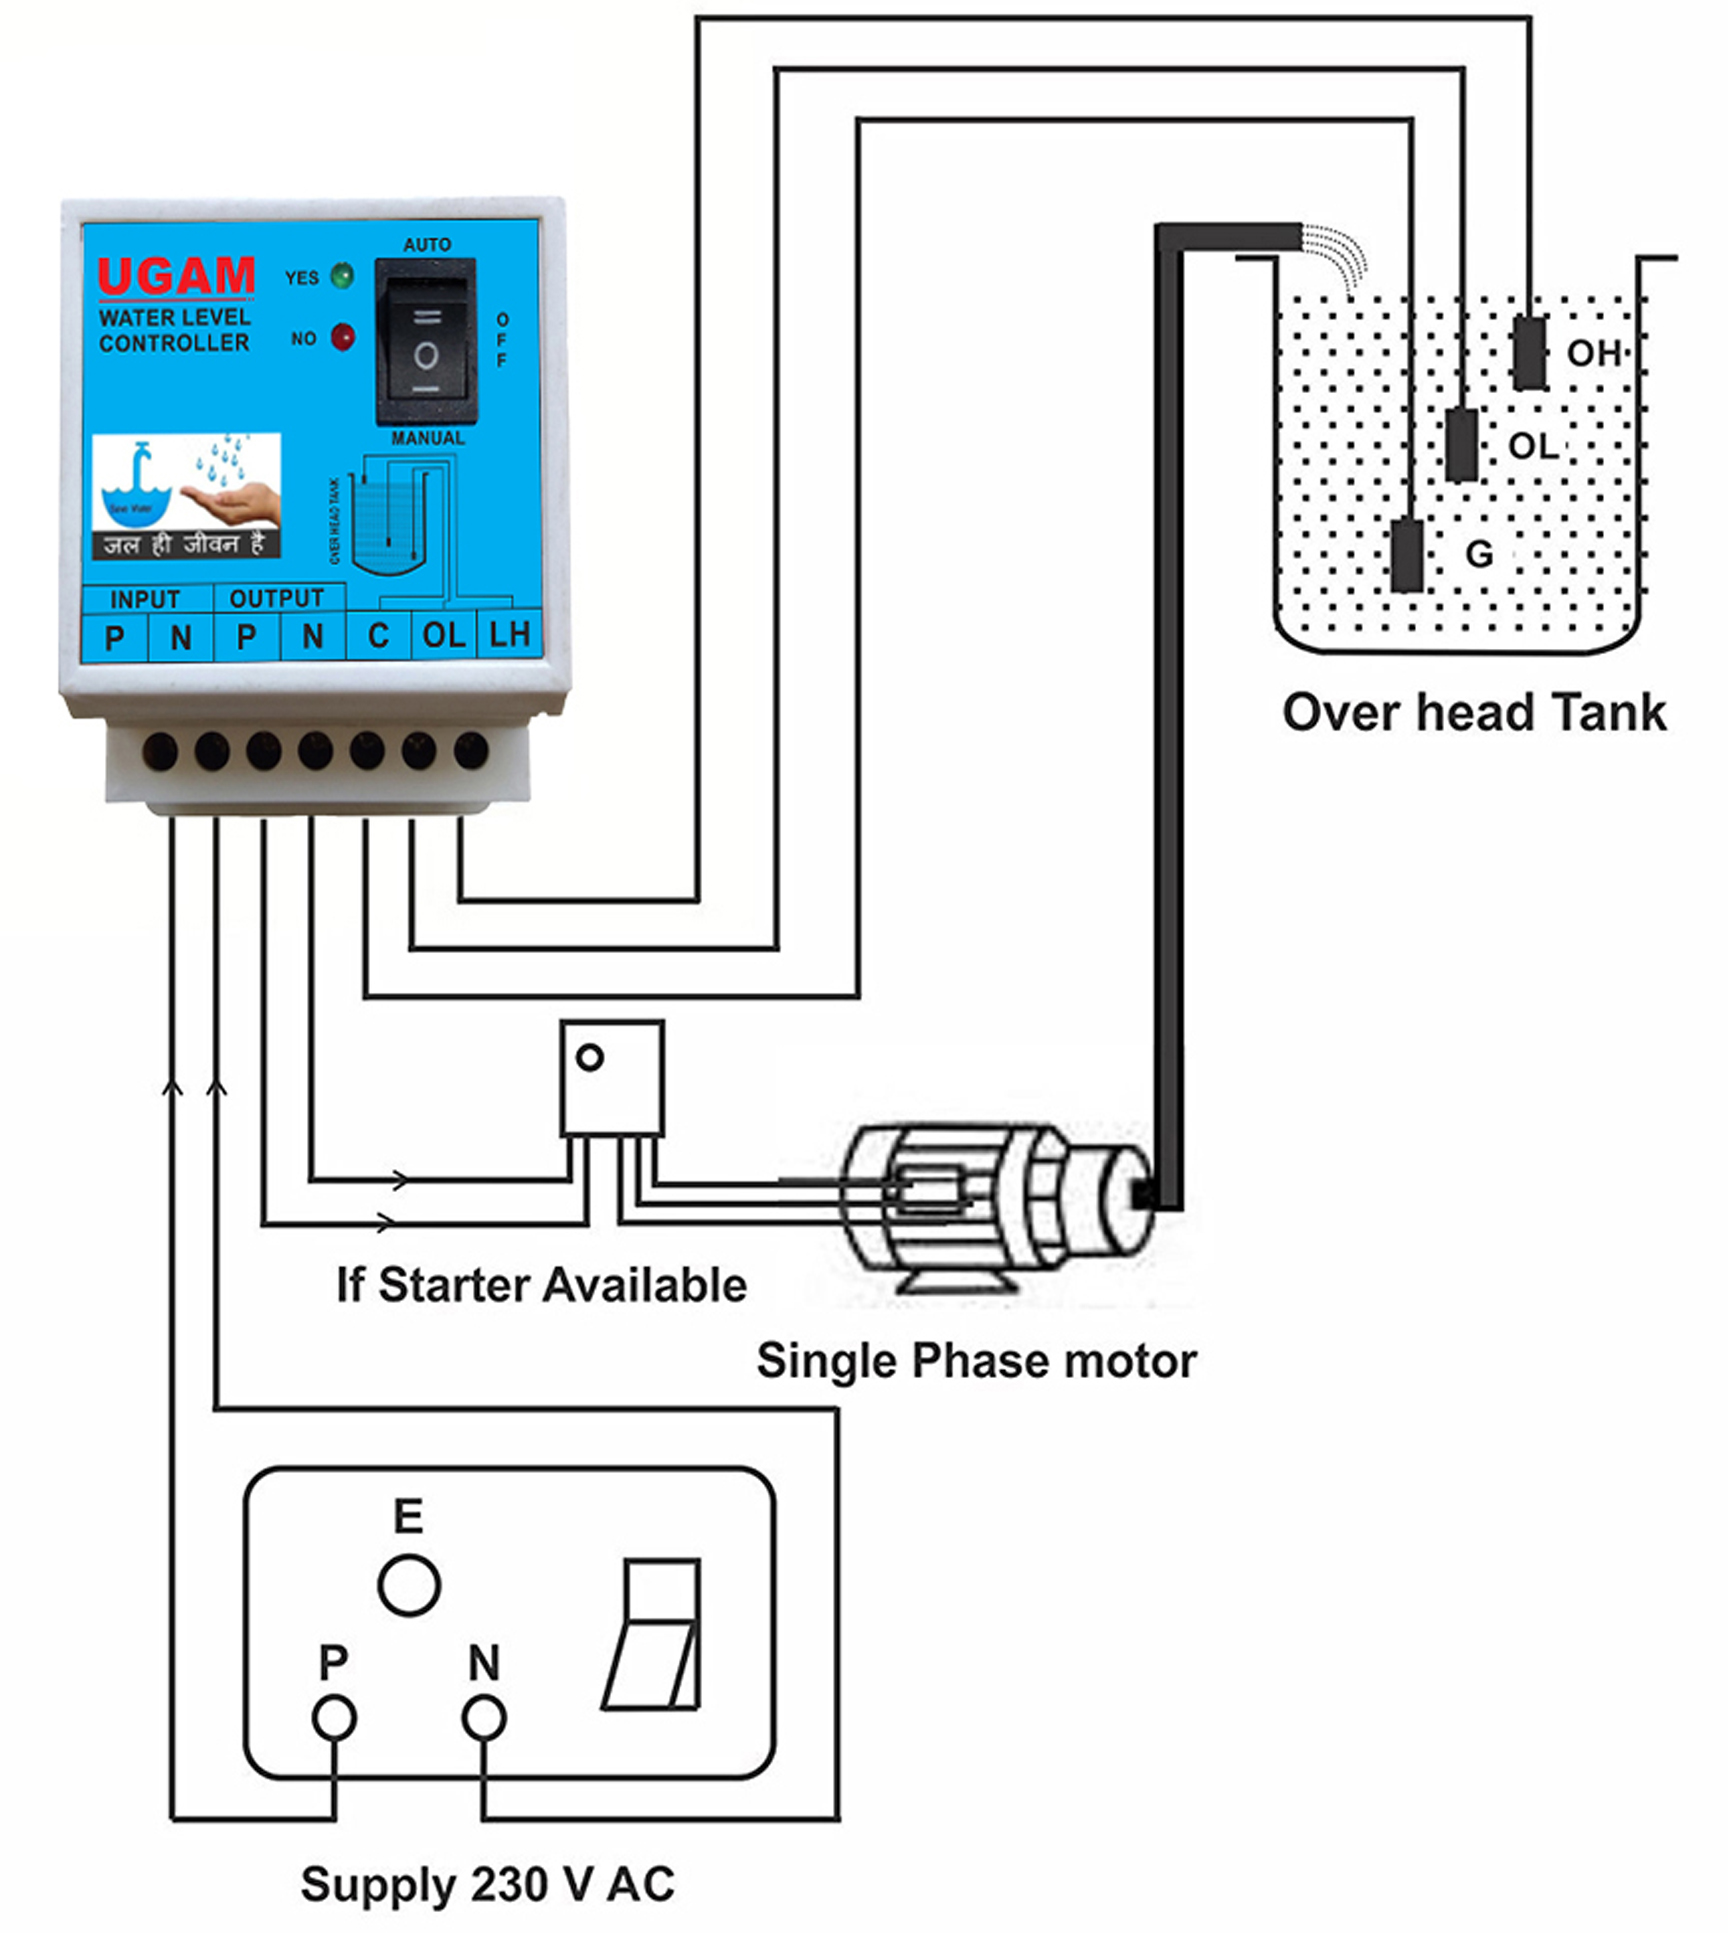 AUTO
UGAM
YES
WATER LEVEL
CONTROLLER
NO
OFF
MANUAL
OVER HEAD TANK
Save Water
जल ही जीवन है
INPUT OUTPUT
P N P N C OL LH
OH
OL
G
Over head Tank
If Starter Available
Single Phase motor
E
P N
Supply 230 V AC